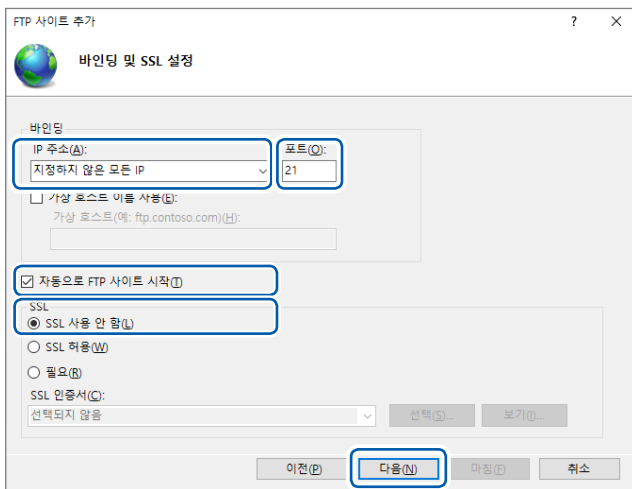 FTP 사이트 추가
바인딩 및 SSL 설정
바인딩
IP 주소(A): 포트(O):
지정하지 않은 모든 IP 21
가상 호스트 이름 사용(E):
가상 호스트(예: ftp.contoso.com)(H):
자동으로 FTP 사이트 시작(T)
SSL
SSL 사용 안 함(L)
SSL 허용(W)
필요(R)
SSL 인증서(C):
선택되지 않음 선택(S)... 보기(I)...
이전(P) 다음(N) 마침(F) 취소